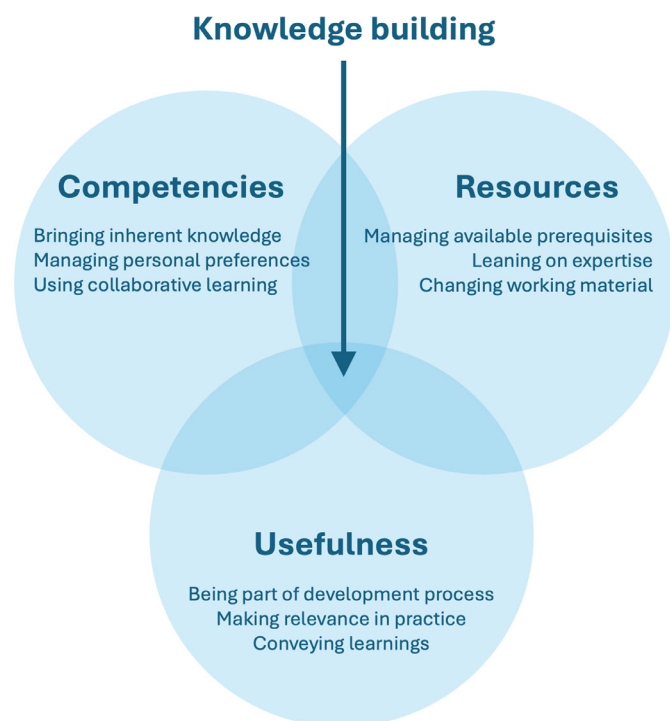 Knowledge building
Competencies
Bringing inherent knowledge
Managing personal preferences
Using collaborative learning
Resources
Managing available prerequisites
Leaning on expertise
Changing working material
Usefulness
Being part of development process
Making relevance in practice
Conveying learnings